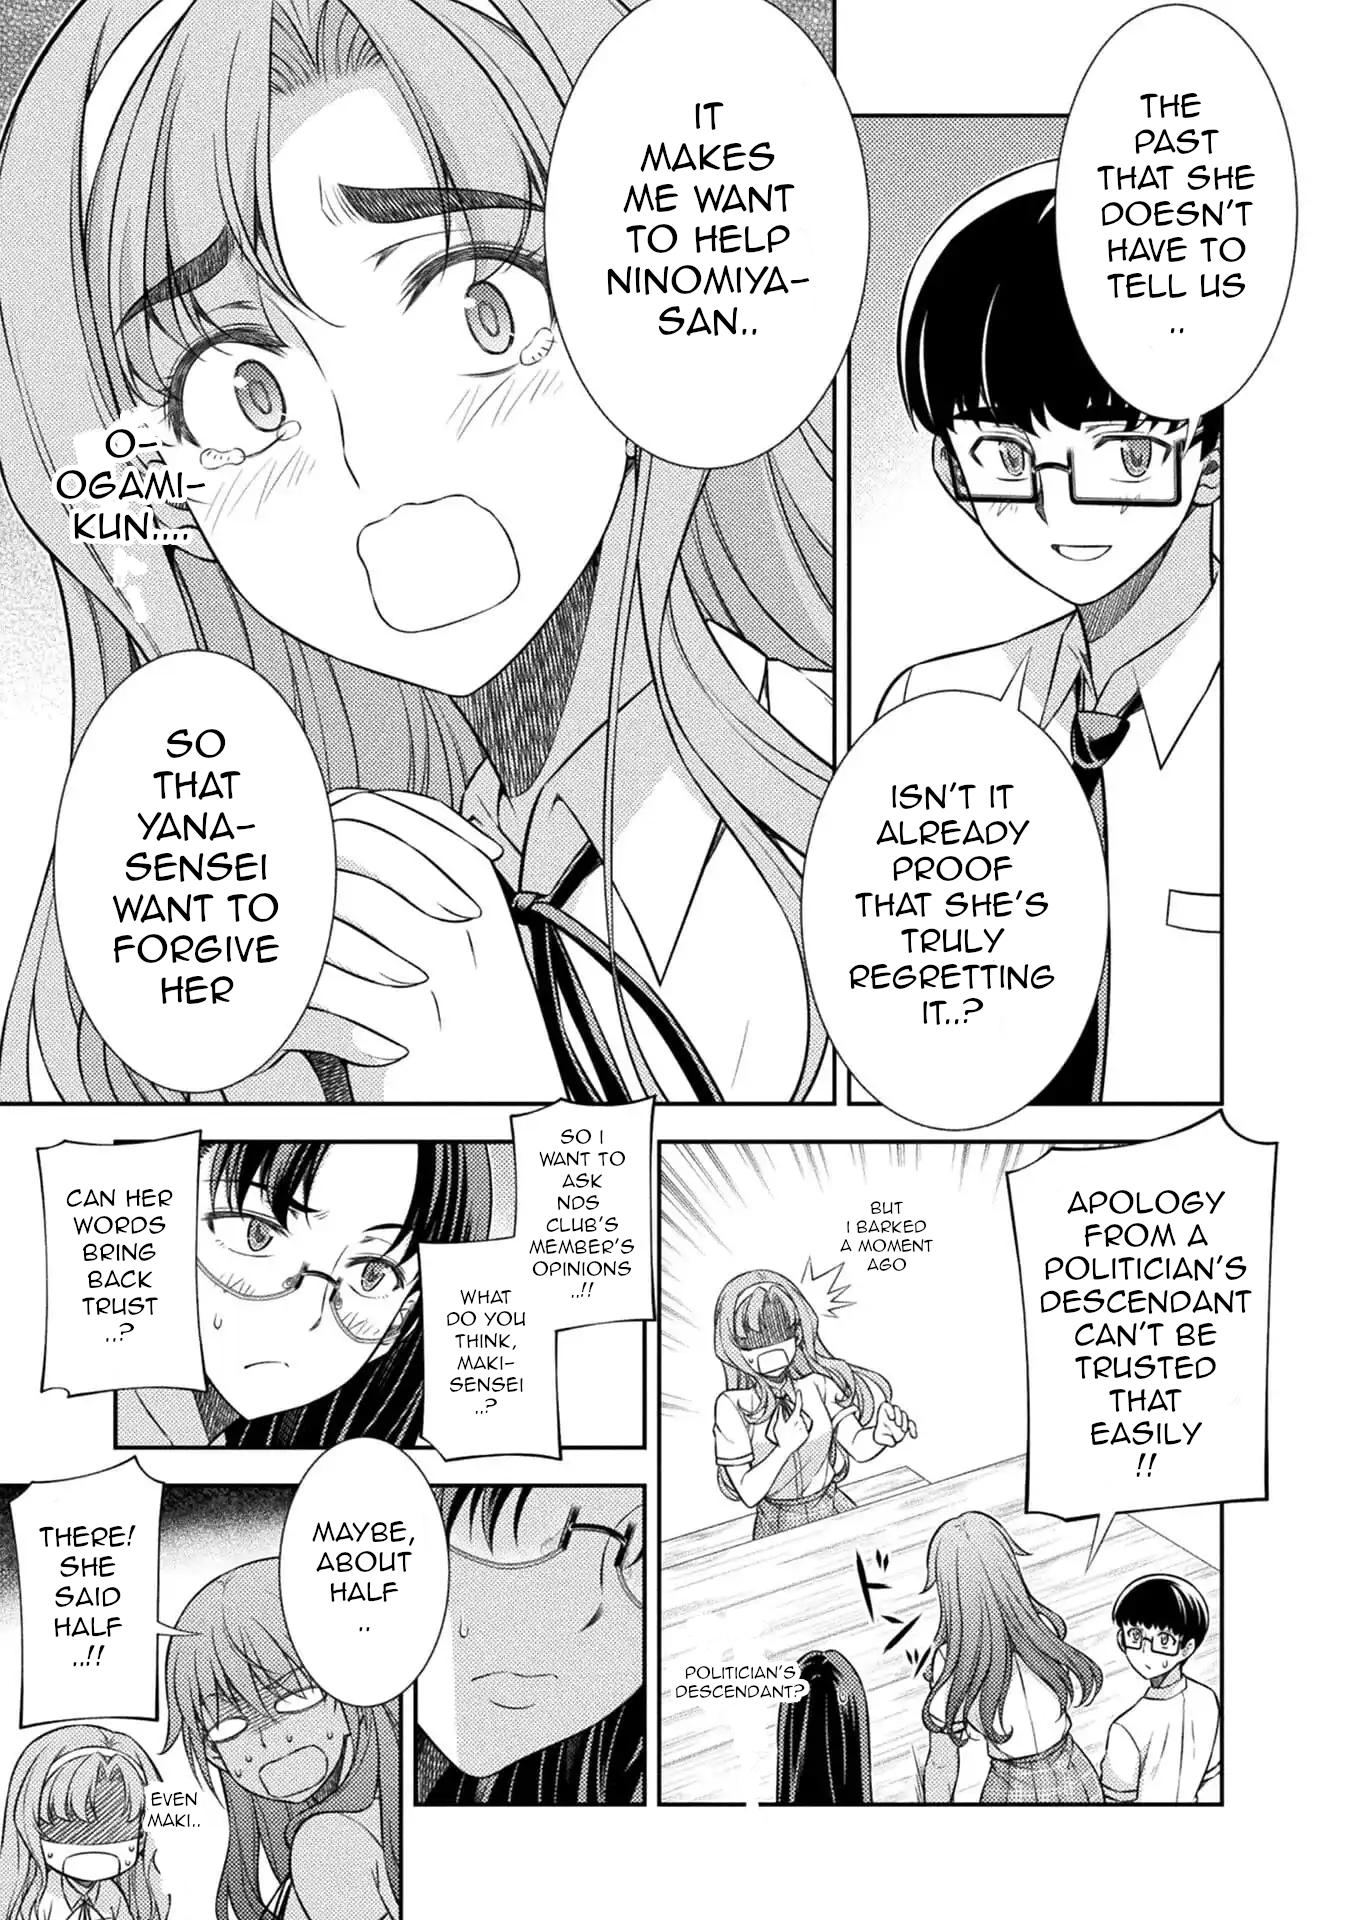 THE
PAST
THAT SHE
DOESN'T
HAVE TO
TELL US
..
ISN'T IT
ALREADY
PROOF
THAT SHE'S
TRULY
REGRETTING
IT..?
IT
MAKES
ME WANT
TO HELP
NINOMIYA-
SAN..
O-
OGAMI-
KUN....
SO
THAT
YANA-
SENSEI
WANT TO
FORGIVE
HER
APOLOGY
FROM A
POLITICIAN'S
DESCENDANT
CAN'T BE
TRUSTED
THAT
EASILY
!!
BUT
I BARKED
A MOMENT
AGO
ドン
POLITICIAN'S
DESCENDANT?
SO I
WANT TO
ASK
NDS
CLUB'S
MEMBER'S
OPINIONS
..!!
WHAT
DO YOU
THINK,
MAKI-
SENSEI
..?
CAN HER
WORDS
BRING
BACK
TRUST
..?
MAYBE,
ABOUT
HALF
..
THERE!
SHE
SAID
HALF
..!!
EVEN
MAKI..